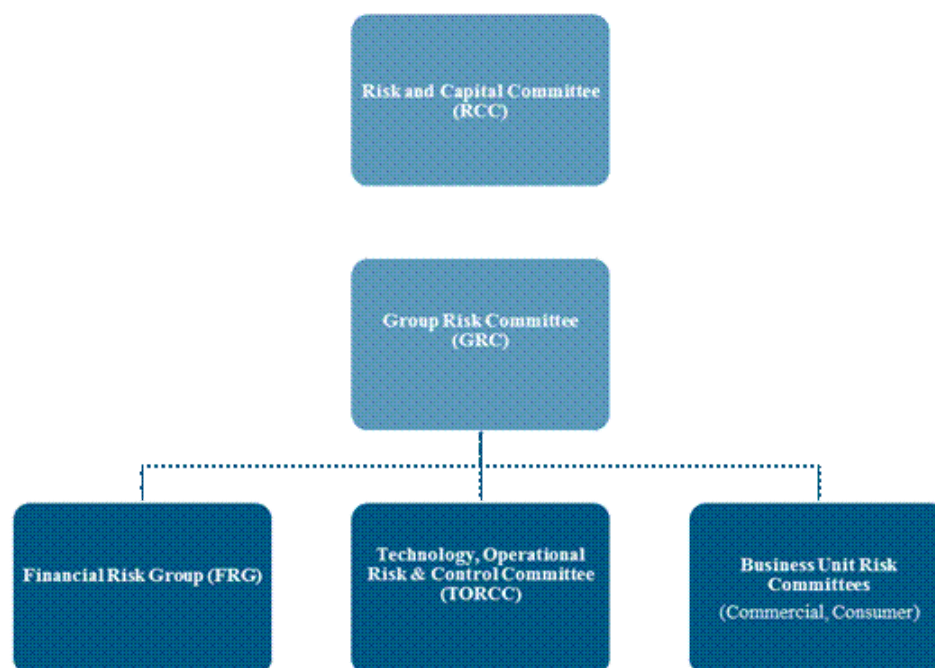 Risk and Capital Committee
(RCC)
Group Risk Committee
(GRC)
Financial Risk Group (FRG)
Technology, Operational
Risk & Control Committee
(TORCC)
Business Unit Risk
Committees
(Commercial, Consumer)